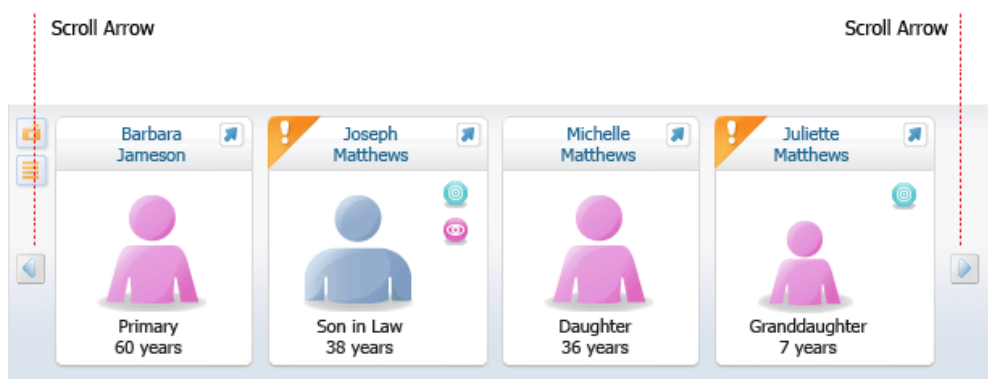 Scroll Arrow
Scroll Arrow
Barbara
Jameson
Joseph
Matthews
Michelle
Matthews
Juliette
Matthews
Primary
60 years
Son in Law
38 years
Daughter
36 years
Granddaughter
7 years